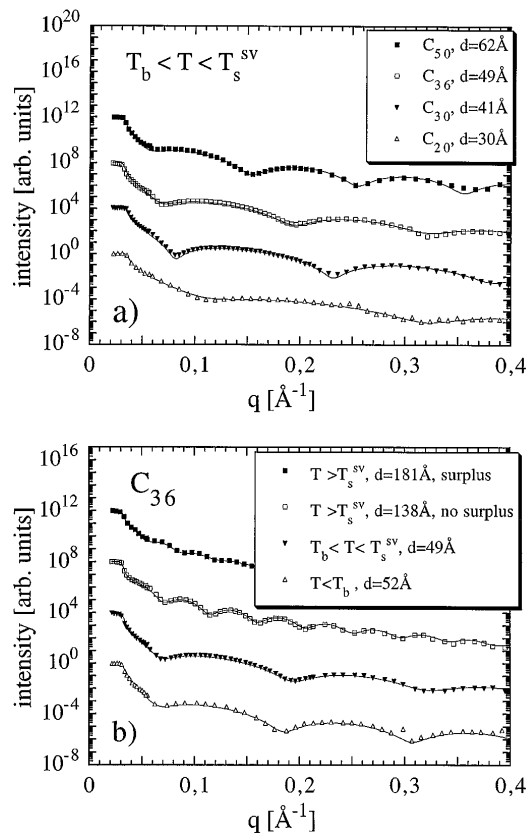 10^20
10^16
10^12
10^8
10^4
10^0
10^-4
10^-8
intensity [arb. units]
T_b < T < T_s^sv
C_50, d=62Å
C_36, d=49Å
C_30, d=41Å
C_20, d=30Å
a)
0 0,1 0,2 0,3 0,4
q [Å^-1]
10^16
10^12
10^8
10^4
10^0
10^-4
10^-8
intensity [arb. units]
C_36
T >T_s^sv, d=181Å, surplus
T >T_s^sv, d=138Å, no surplus
T_b< T< T_s^sv, d=49Å
T<T_b , d=52Å
b)
0 0,1 0,2 0,3 0,4
q [Å^-1]